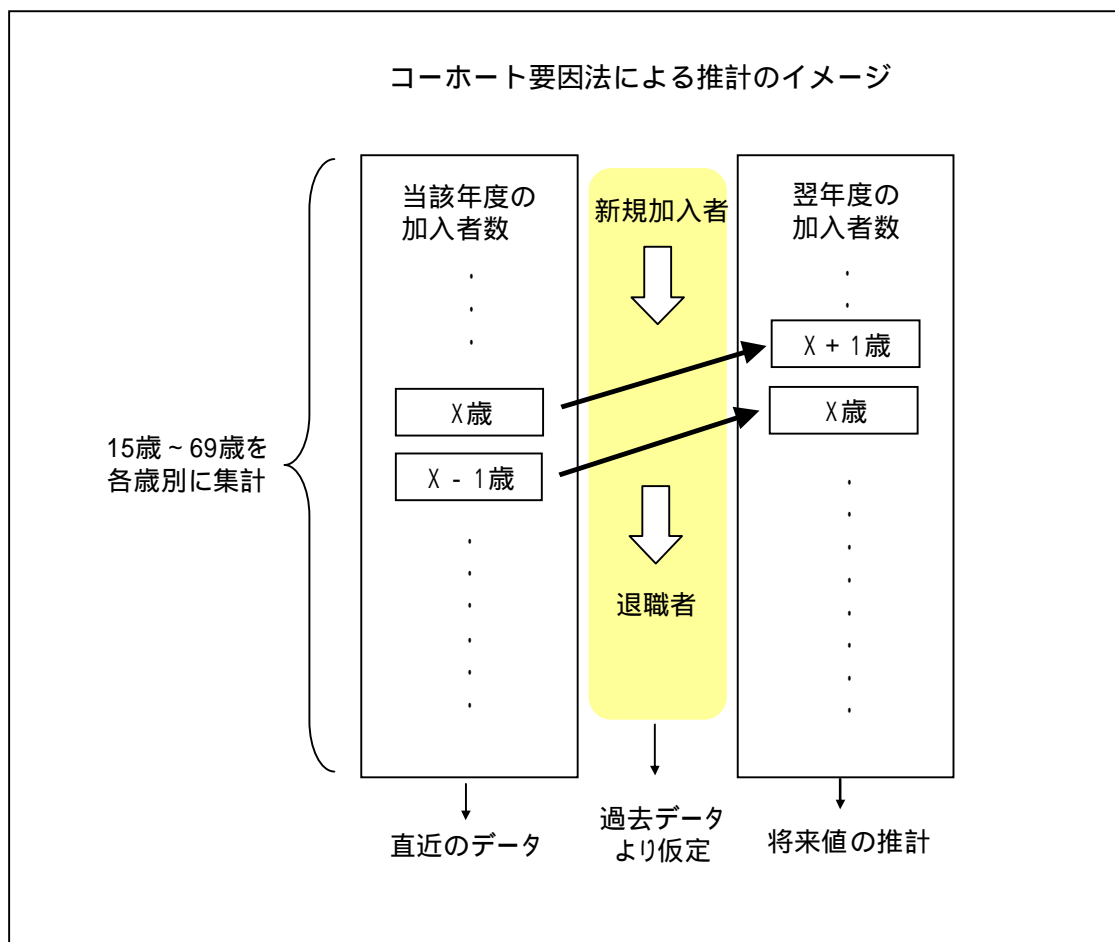 コーホート要因法による推計のイメージ
当該年度の
加入者数
新規加入者
翌年度の
加入者数
X + 1歳
X歳
X歳
X - 1歳
15歳 ~ 69歳を
各歳別に集計
退職者
直近のデータ
過去データ
より仮定
将来値の推計